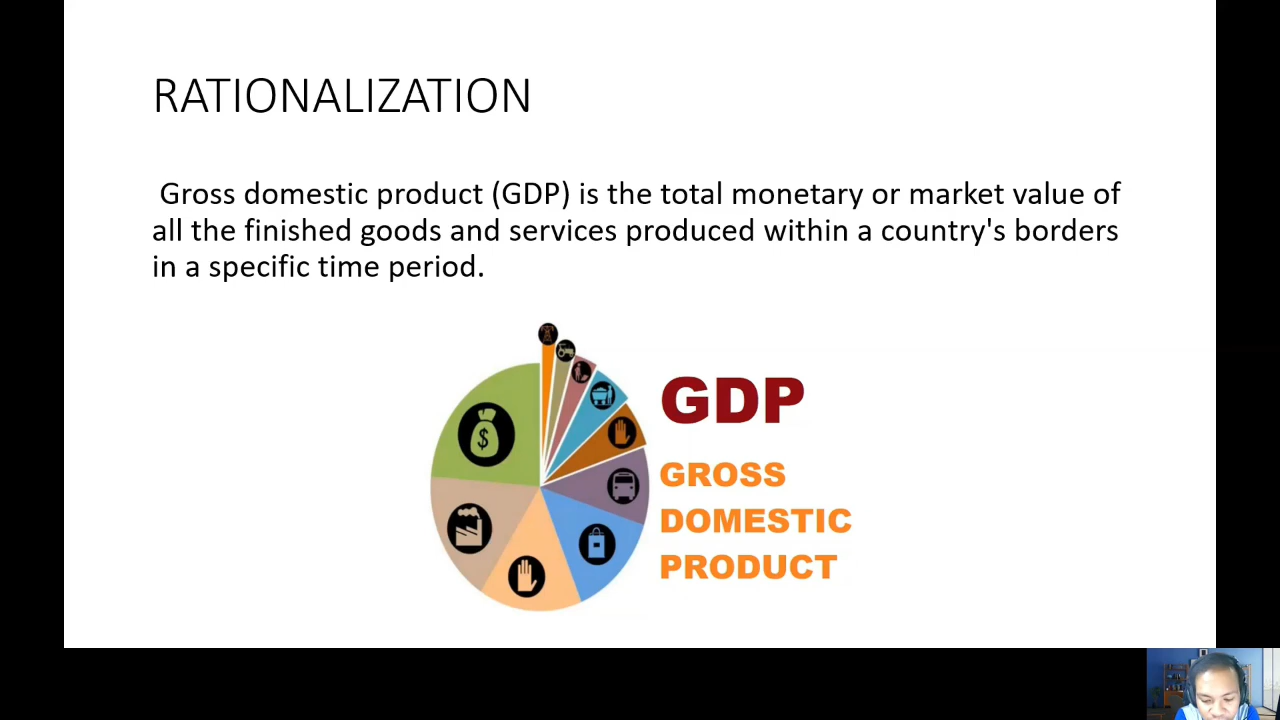 RATIONALIZATION
Gross domestic product (GDP) is the total monetary or market value of
all the finished goods and services produced within a country's borders
in a specific time period.
$
GDP
GROSS
DOMESTIC
PRODUCT